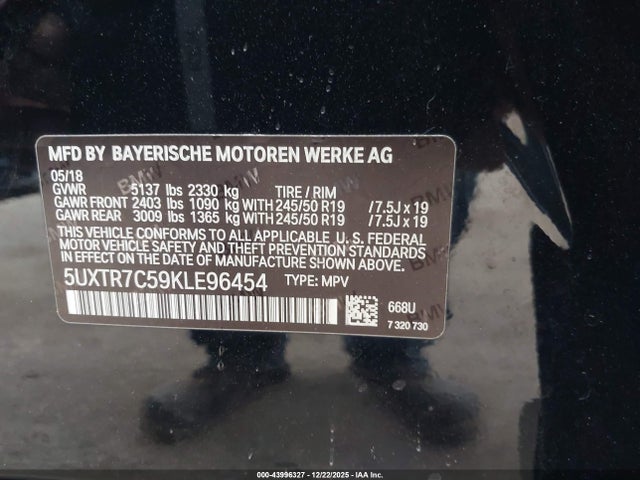 MFD BY BAYERISCHE MOTOREN WERKE AG
05/18
GVWR 5137 lbs 2330 kg TIRE / RIM
GAWR FRONT 2403 lbs 1090 kg WITH 245/50 R19 /7.5J x 19
GAWR REAR 3009 lbs 1365 kg WITH 245/50 R19 /7.5J x 19
THIS VEHICLE CONFORMS TO ALL APPLICABLE U. S. FEDERAL
MOTOR VEHICLE SAFETY AND THEFT PREVENTION STANDARDS
IN EFFECT ON THE DATE OF MANUFACTURE SHOWN ABOVE.
5UXTR7C59KLE96454 TYPE: MPV
668U
7 320 730
000-43996327 - 12/22/2025 - IAA Inc.